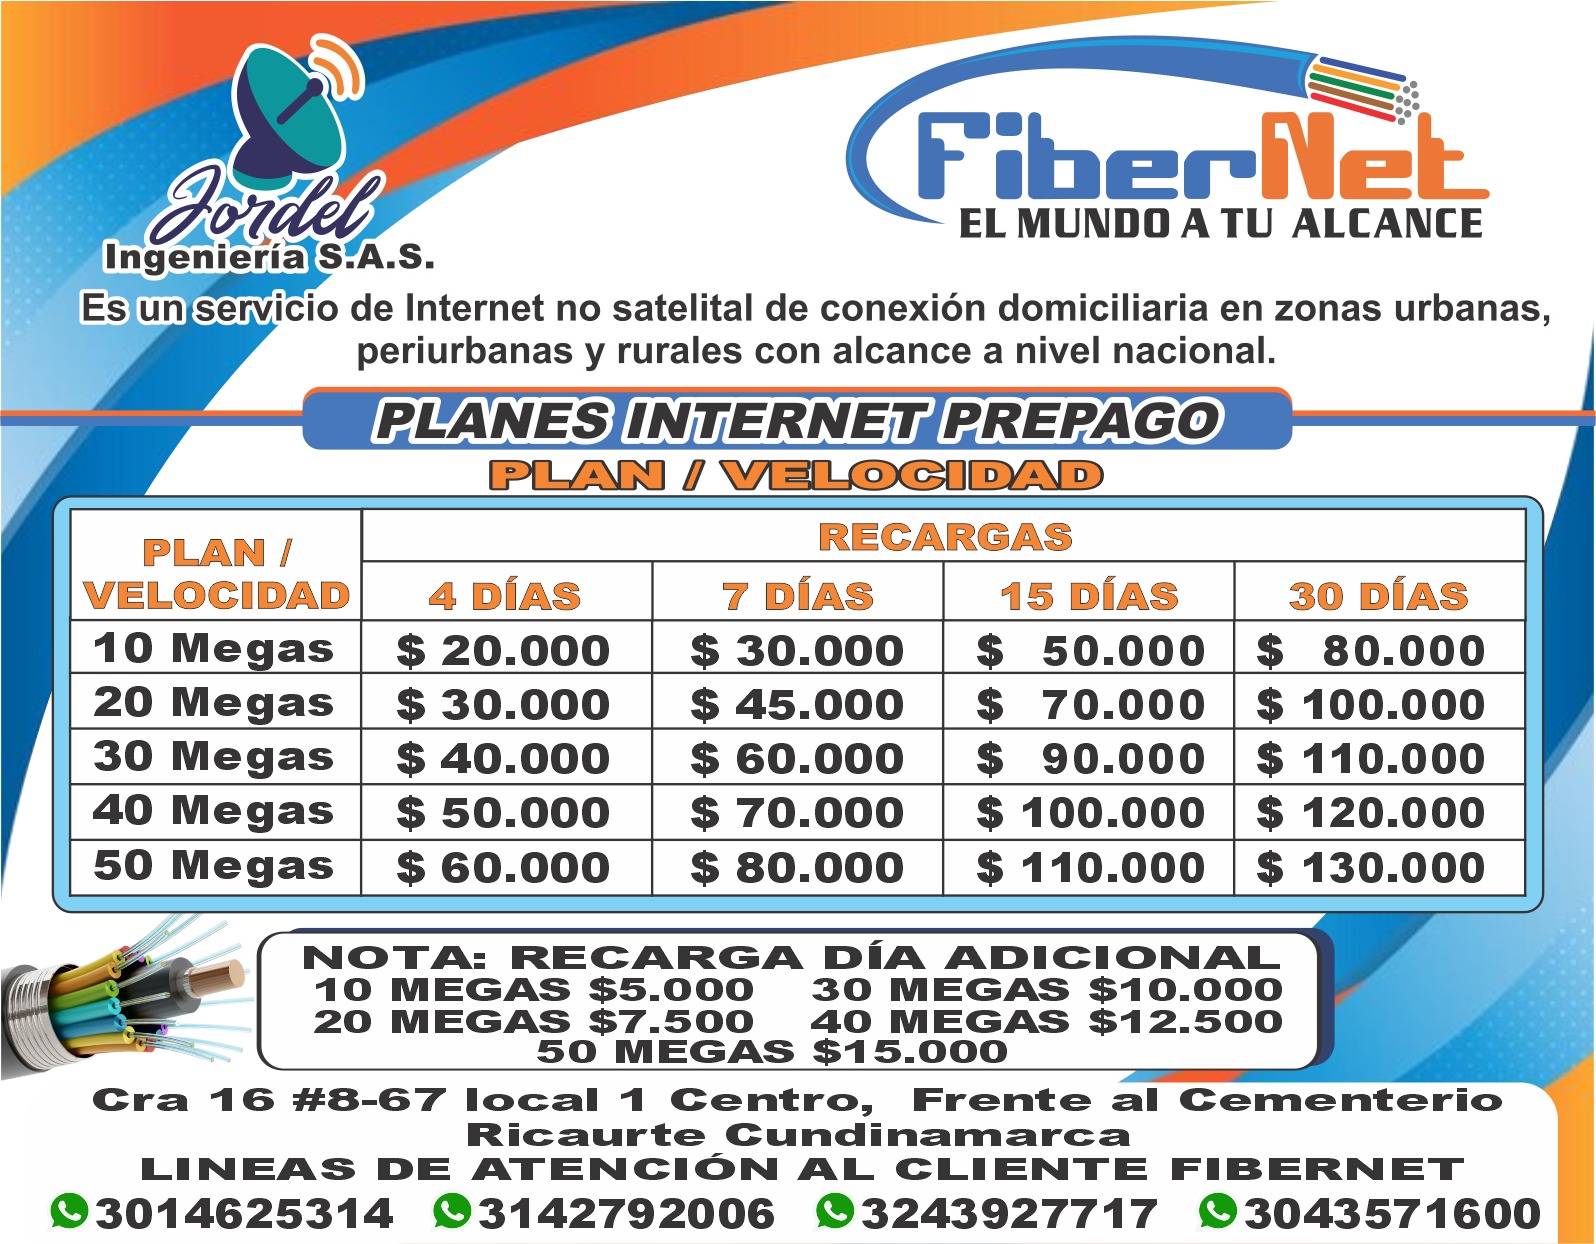 Jordel
Ingeniería S.A.S.
FiberNet
EL MUNDO A TU ALCANCE
Es un servicio de Internet no satelital de conexión domiciliaria en zonas urbanas,
periurbanas y rurales con alcance a nivel nacional.
PLANES INTERNET PREPAGO
PLAN / VELOCIDAD
PLAN / VELOCIDAD RECARGAS
4 DÍAS 7 DÍAS 15 DÍAS 30 DÍAS
10 Megas $ 20.000 $ 30.000 $ 50.000 $ 80.000
20 Megas $ 30.000 $ 45.000 $ 70.000 $ 100.000
30 Megas $ 40.000 $ 60.000 $ 90.000 $ 110.000
40 Megas $ 50.000 $ 70.000 $ 100.000 $ 120.000
50 Megas $ 60.000 $ 80.000 $ 110.000 $ 130.000
NOTA: RECARGA DÍA ADICIONAL
10 MEGAS $5.000 30 MEGAS $10.000
20 MEGAS $7.500 40 MEGAS $12.500
50 MEGAS $15.000
Cra 16 #8-67 local 1 Centro, Frente al Cementerio
Ricaurte Cundinamarca
LINEAS DE ATENCIÓN AL CLIENTE FIBERNET
3014625314 3142792006 3243927717 3043571600